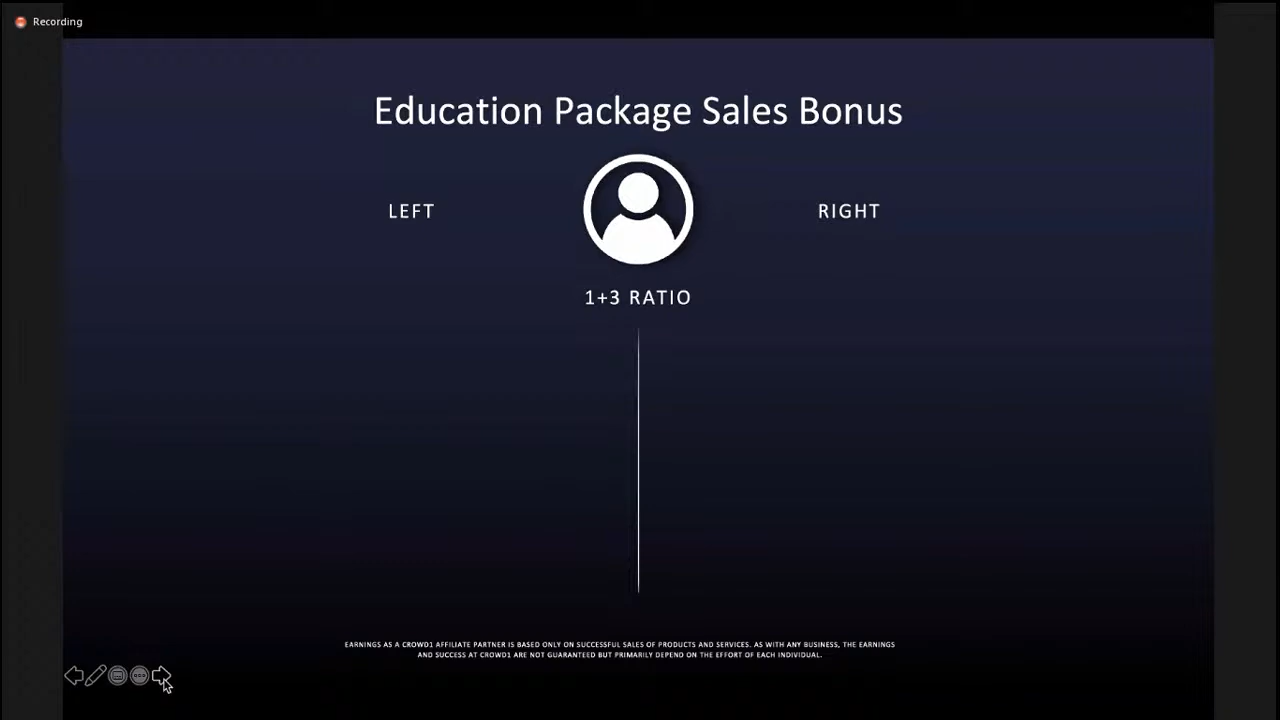 Recording
Education Package Sales Bonus
LEFT
RIGHT
1+3 RATIO
EARNINGS AS A CROWD1 AFFILIATE PARTNER IS BASED ONLY ON SUCCESSFUL SALES OF PRODUCTS AND SERVICES. AS WITH ANY BUSINESS, THE EARNINGS
AND SUCCESS AT CROWD1 ARE NOT GUARANTEED BUT PRIMARILY DEPEND ON THE EFFORT OF EACH INDIVIDUAL.